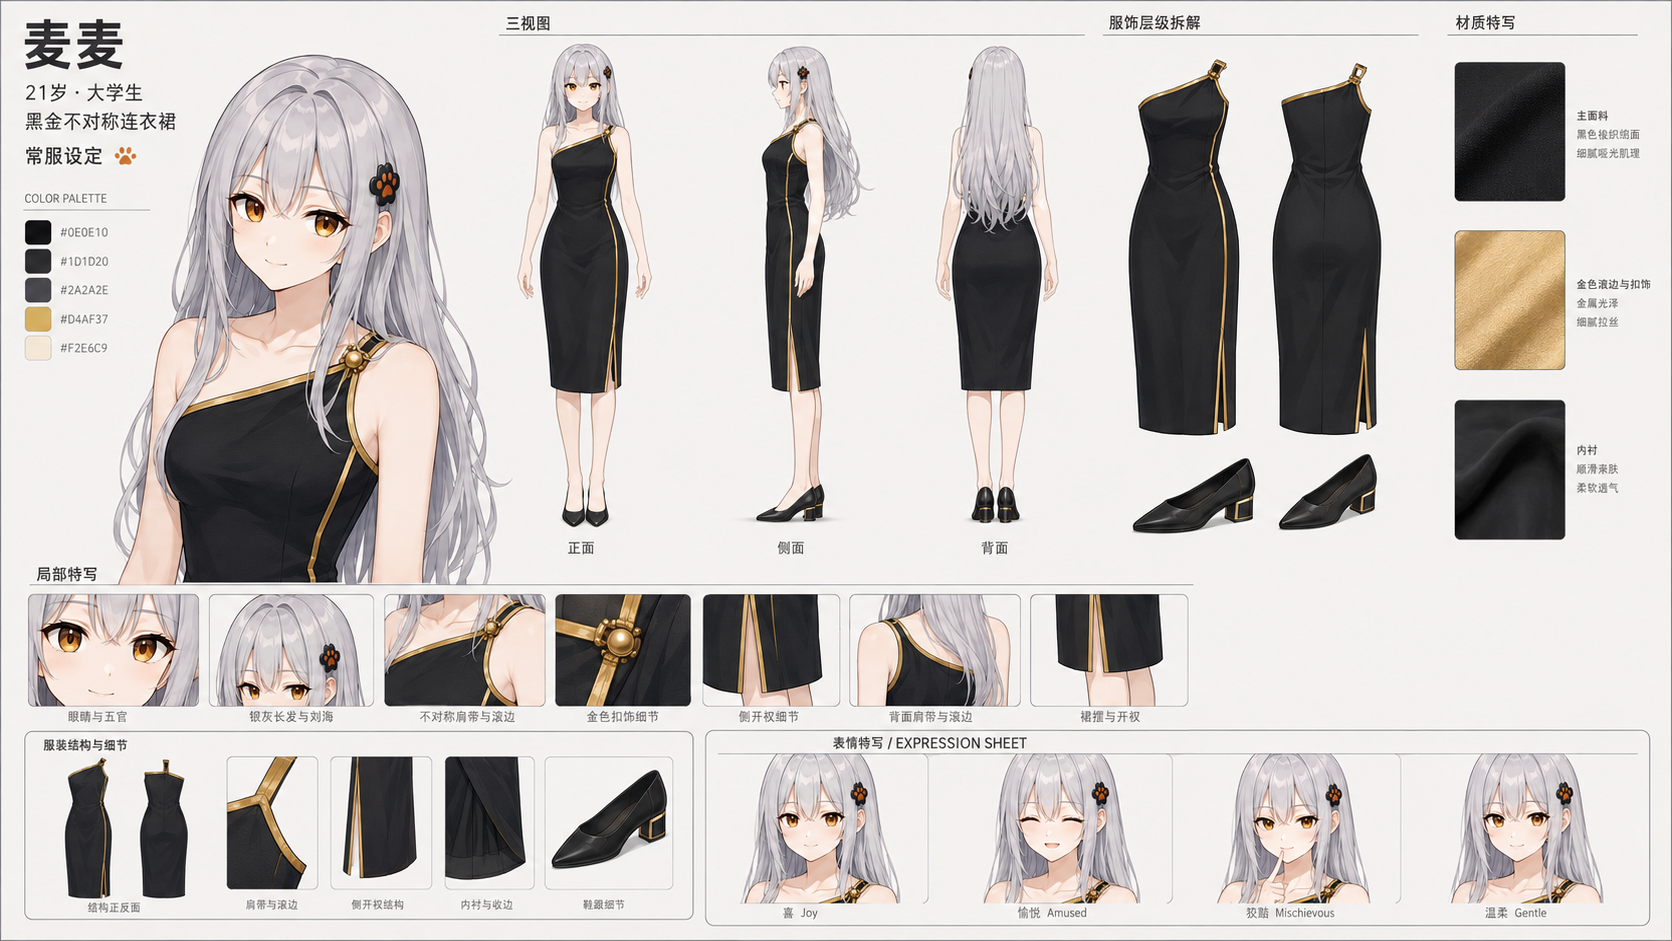 麦麦
21岁·大学生
黑金不对称连衣裙
常服设定
COLOR PALETTE
#0E0E10
#1D1D20
#2A2A2E
#D4AF37
#F2E6C9
三视图
正面
侧面
背面
服饰层级拆解
材质特写
主面料
黑色梭织绉面
细腻哑光肌理
金色滚边与扣饰
金属光泽
细腻拉丝
内衬
顺滑亲肤
柔软透气
局部特写
眼睛与五官
银灰长发与刘海
不对称肩带与滚边
金色扣饰细节
侧开衩细节
背面肩带与滚边
裙摆与开衩
服装结构与细节
结构正反面
肩带与滚边
侧开衩结构
内衬与收边
鞋跟细节
表情特写 / EXPRESSION SHEET
喜 Joy
愉悦 Amused
狡黠 Mischievous
温柔 Gentle